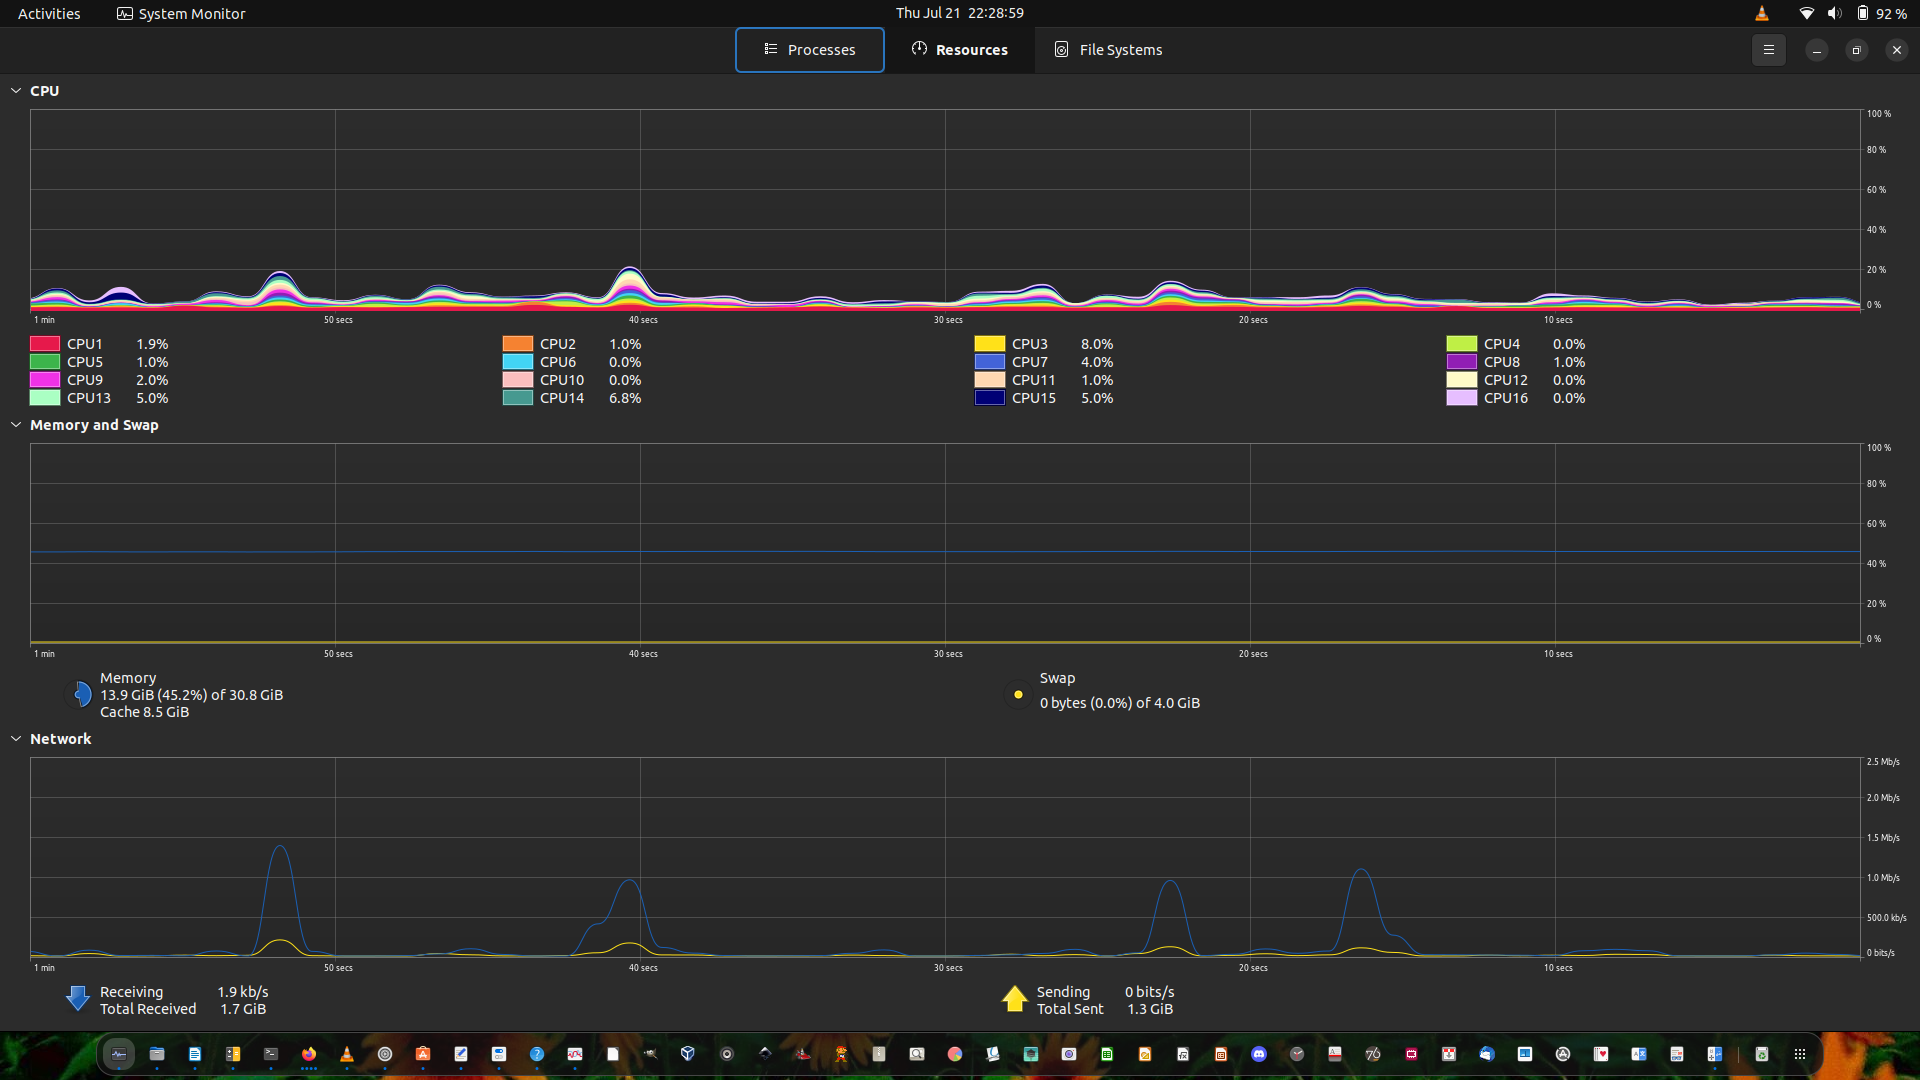 Activities System Monitor Thu Jul 21 22:28:59 92 %
Processes Resources File Systems
CPU
100 %
80 %
60 %
40 %
20 %
0 %
1 min 50 secs 40 secs 30 secs 20 secs 10 secs
CPU1 1.9% CPU2 1.0% CPU3 8.0% CPU4 0.0%
CPU5 1.0% CPU6 0.0% CPU7 4.0% CPU8 1.0%
CPU9 2.0% CPU10 0.0% CPU11 1.0% CPU12 0.0%
CPU13 5.0% CPU14 6.8% CPU15 5.0% CPU16 0.0%
Memory and Swap
100 %
80 %
60 %
40 %
20 %
0 %
1 min 50 secs 40 secs 30 secs 20 secs 10 secs
Memory
13.9 GiB (45.2%) of 30.8 GiB
Cache 8.5 GiB
Swap
0 bytes (0.0%) of 4.0 GiB
Network
2.5 Mb/s
2.0 Mb/s
1.5 Mb/s
1.0 Mb/s
500.0 kb/s
0 bits/s
1 min 50 secs 40 secs 30 secs 20 secs 10 secs
Receiving 1.9 kb/s
Total Received 1.7 GiB
Sending 0 bits/s
Total Sent 1.3 GiB